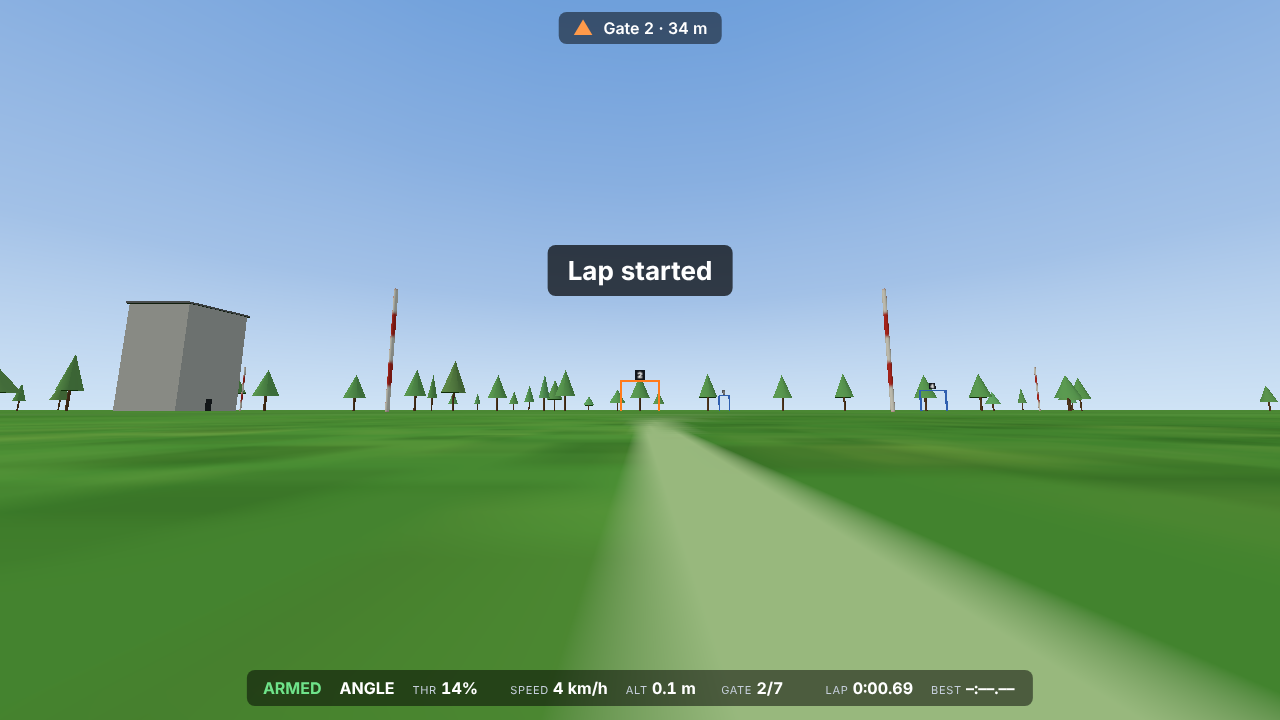 Gate 2 · 34 m
Lap started
2
ARMED ANGLE THR 14% SPEED 4 km/h ALT 0.1 m GATE 2/7 LAP 0:00.69 BEST –:––.––